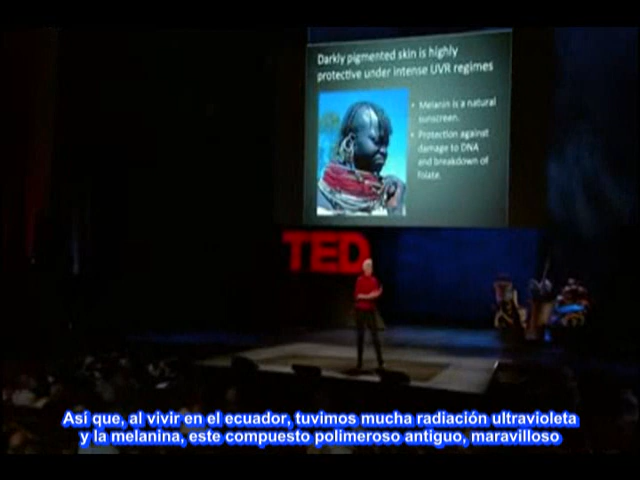 Darkly pigmented skin is highly
protective under intense UVR regimes
• Melanin is a natural
sunscreen.
• Protection against
damage to DNA
and breakdown of
folate.
TED
Así que, al vivir en el ecuador, tuvimos mucha radiación ultravioleta
y la melanina, este compuesto polimeroso antiguo, maravilloso